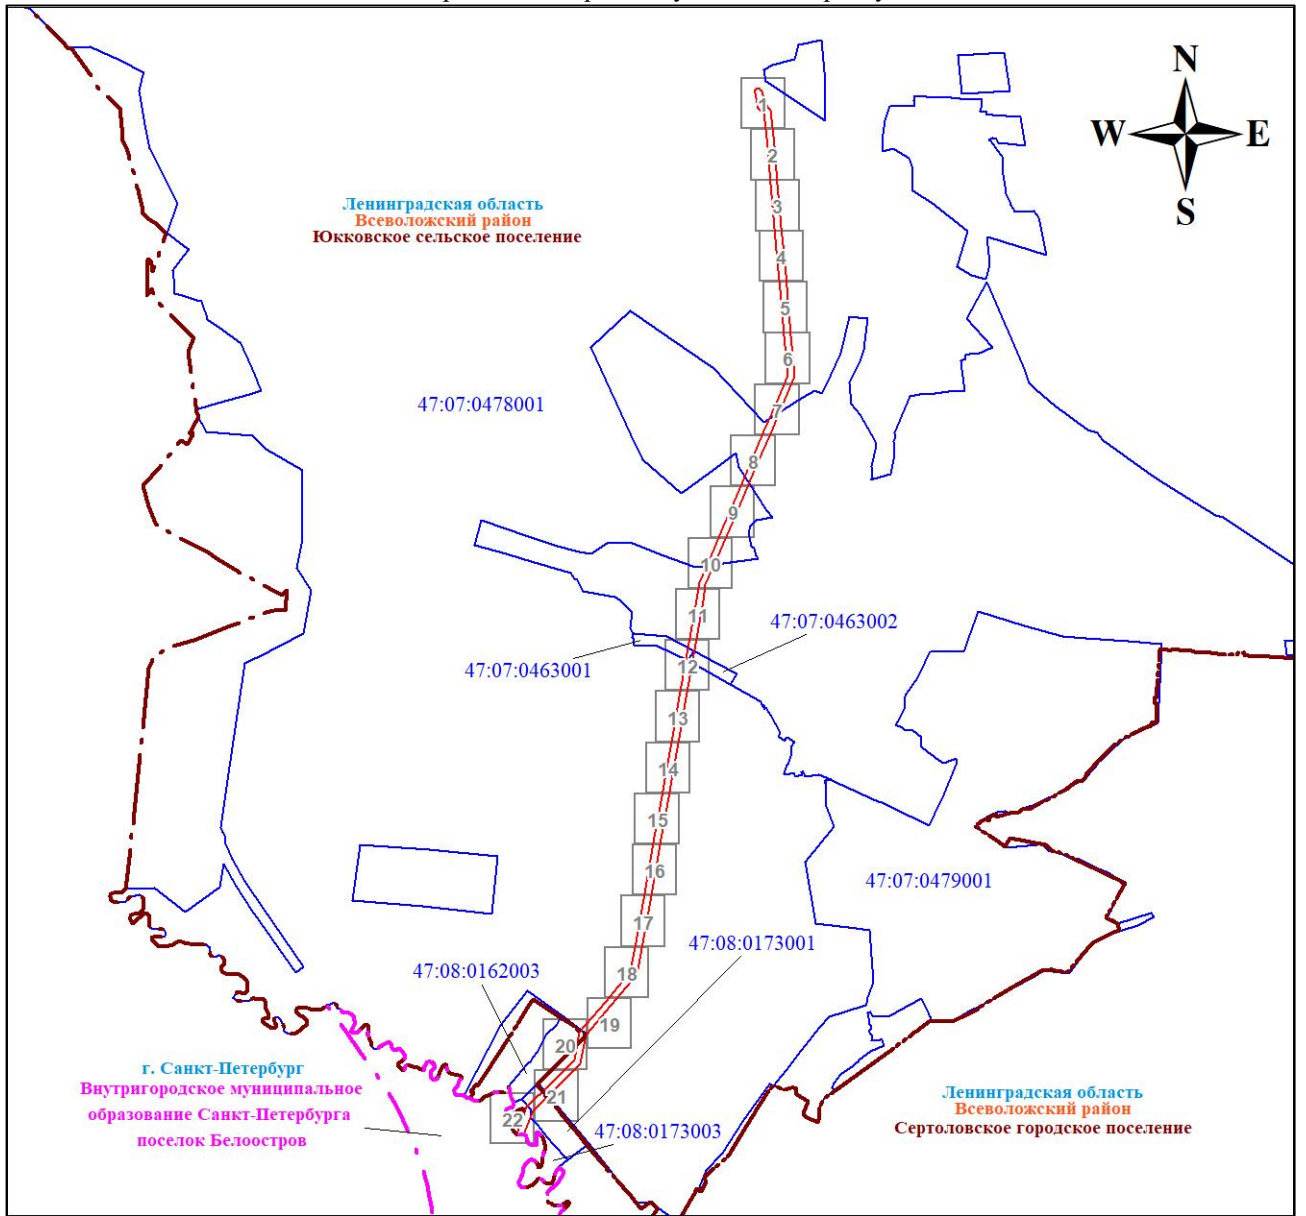 N
W E
S
Ленинградская область
Всеволожский район
Юкковское сельское поселение
1
2
3
4
5
6
47:07:0478001
7
8
9
10
11
47:07:0463002
47:07:0463001
12
13
14
15
16
47:07:0479001
17
47:08:0173001
47:08:0162003
18
19
20
г. Санкт-Петербург
Внутригородское муниципальное
образование Санкт-Петербурга
поселок Белоостров
21
22
47:08:0173003
Ленинградская область
Всеволожский район
Сертоловское городское поселение